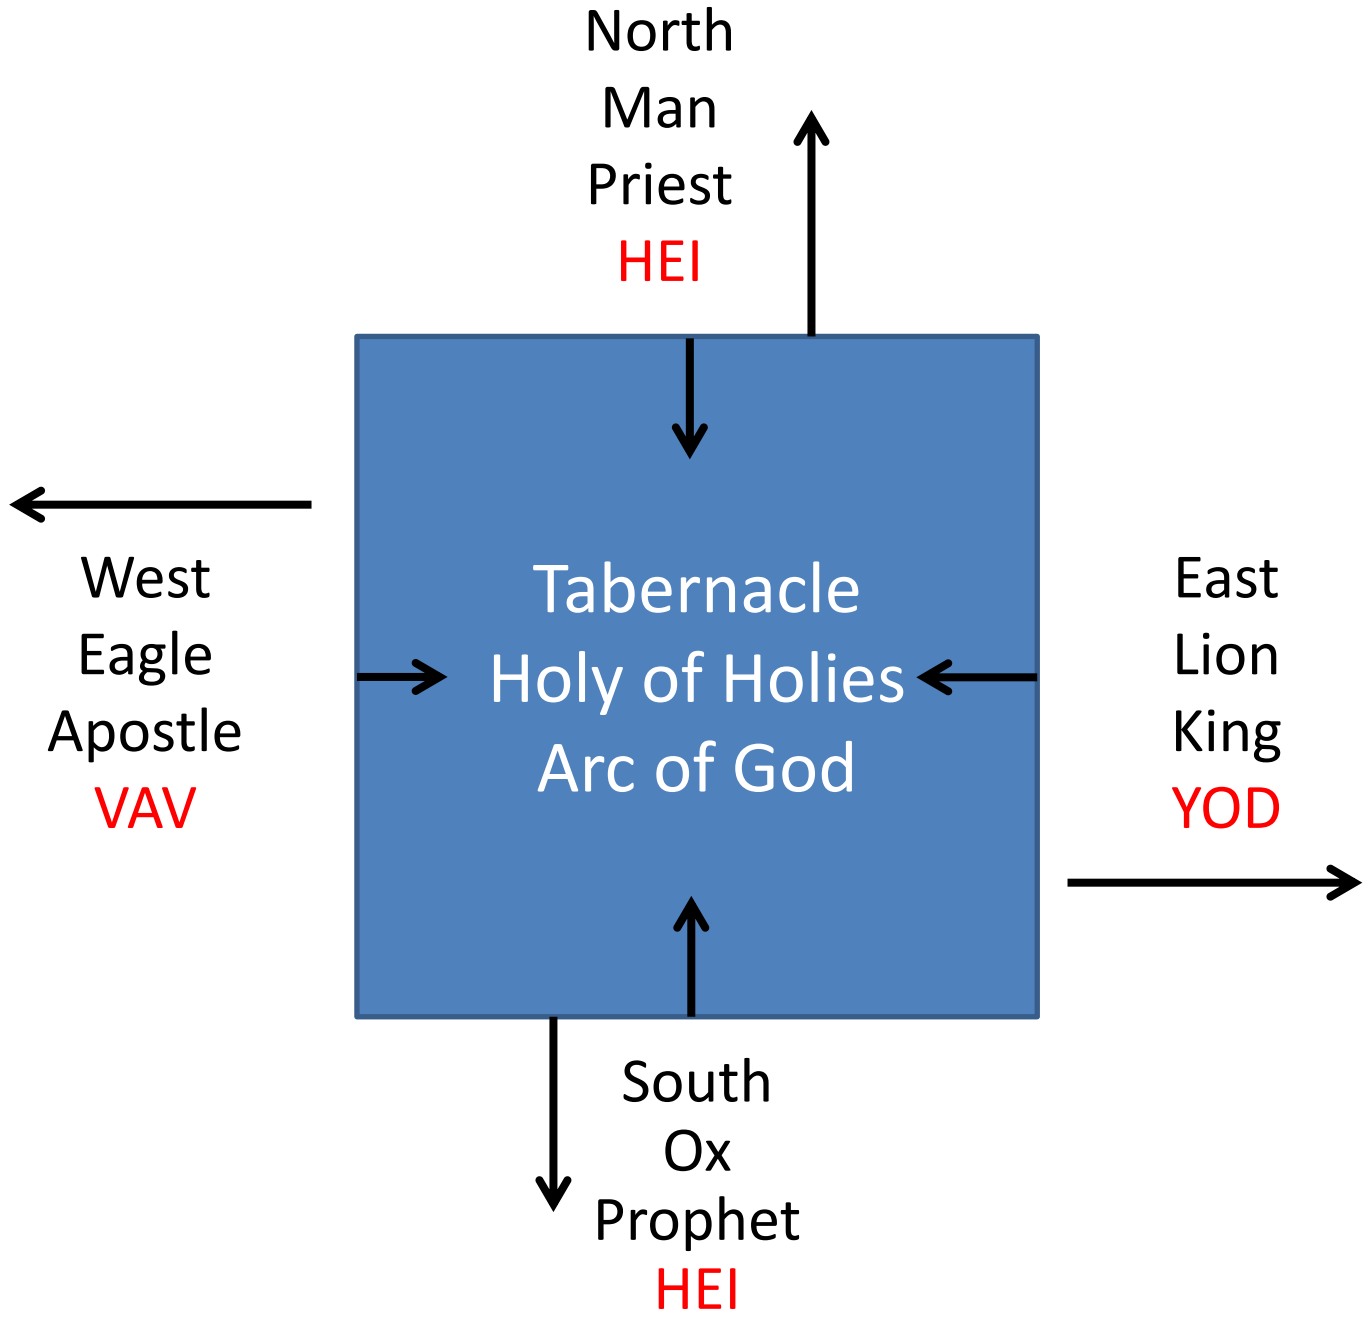 North
Man
Priest
HEI
West
Eagle
Apostle
VAV
Tabernacle
Holy of Holies
Arc of God
East
Lion
King
YOD
South
Ox
Prophet
HEI